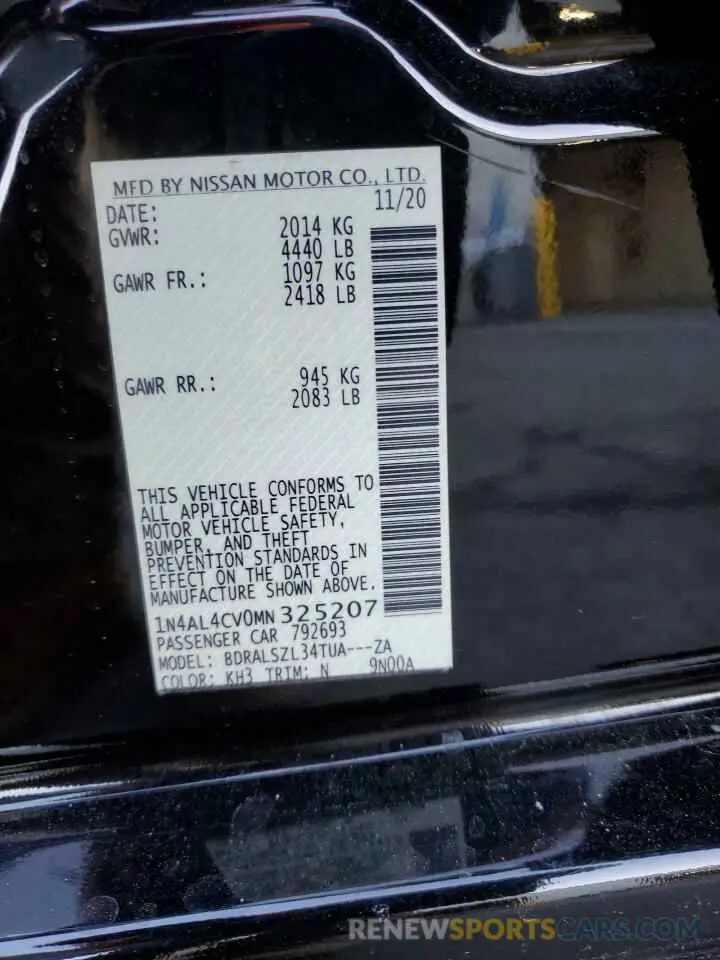 MFD BY NISSAN MOTOR CO., LTD.
DATE: 11/20
GVWR: 2014 KG
4440 LB
GAWR FR.: 1097 KG
2418 LB
GAWR RR.: 945 KG
2083 LB
THIS VEHICLE CONFORMS TO
ALL APPLICABLE FEDERAL
MOTOR VEHICLE SAFETY,
BUMPER, AND THEFT
PREVENTION STANDARDS IN
EFFECT ON THE DATE OF
MANUFACTURE SHOWN ABOVE.
1N4AL4CV0MN 325207
PASSENGER CAR 792693
MODEL: BDRALSZL34TUA---ZA
COLOR: KH3 TRIM: N 9N00A
RENEWSPORTSCARS.COM